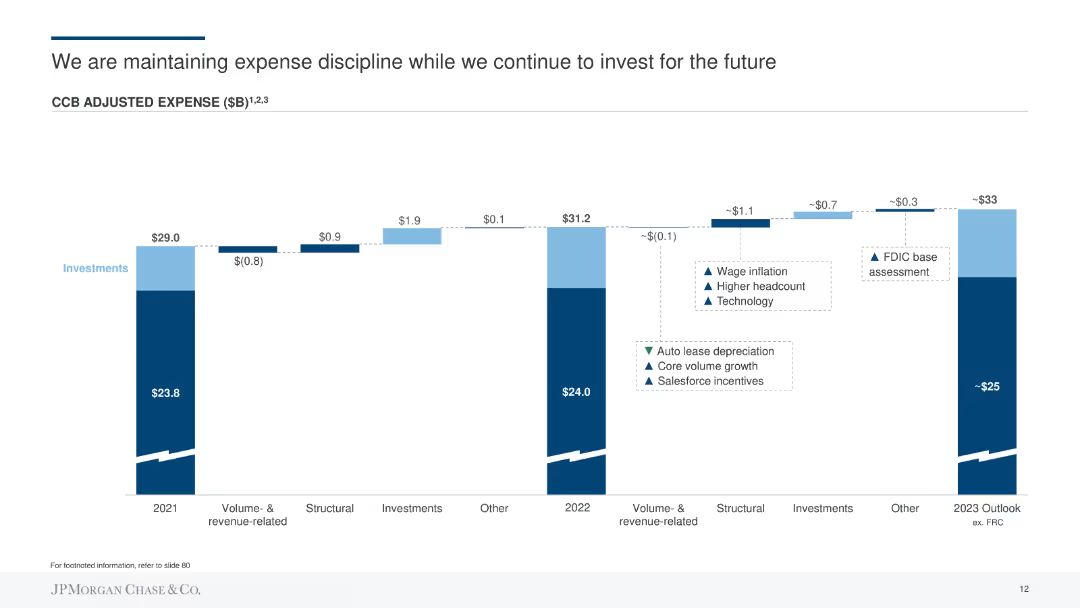 We are maintaining expense discipline while we continue to invest for the future
CCB ADJUSTED EXPENSE ($B)1,2,3
Investments
$29.0
$23.8
$(0.8)
$0.9
$1.9
$0.1
$31.2
$24.0
~$(0.1)
▼ Auto lease depreciation
▲ Core volume growth
▲ Salesforce incentives
~$1.1
▲ Wage inflation
▲ Higher headcount
▲ Technology
~$0.7
~$0.3
▲ FDIC base
assessment
~$33
~$25
2021
Volume- &
revenue-related
Structural
Investments
Other
2022
Volume- &
revenue-related
Structural
Investments
Other
2023 Outlook
ex. FRC
For footnoted information, refer to slide 80
JPMORGAN CHASE & CO.
12